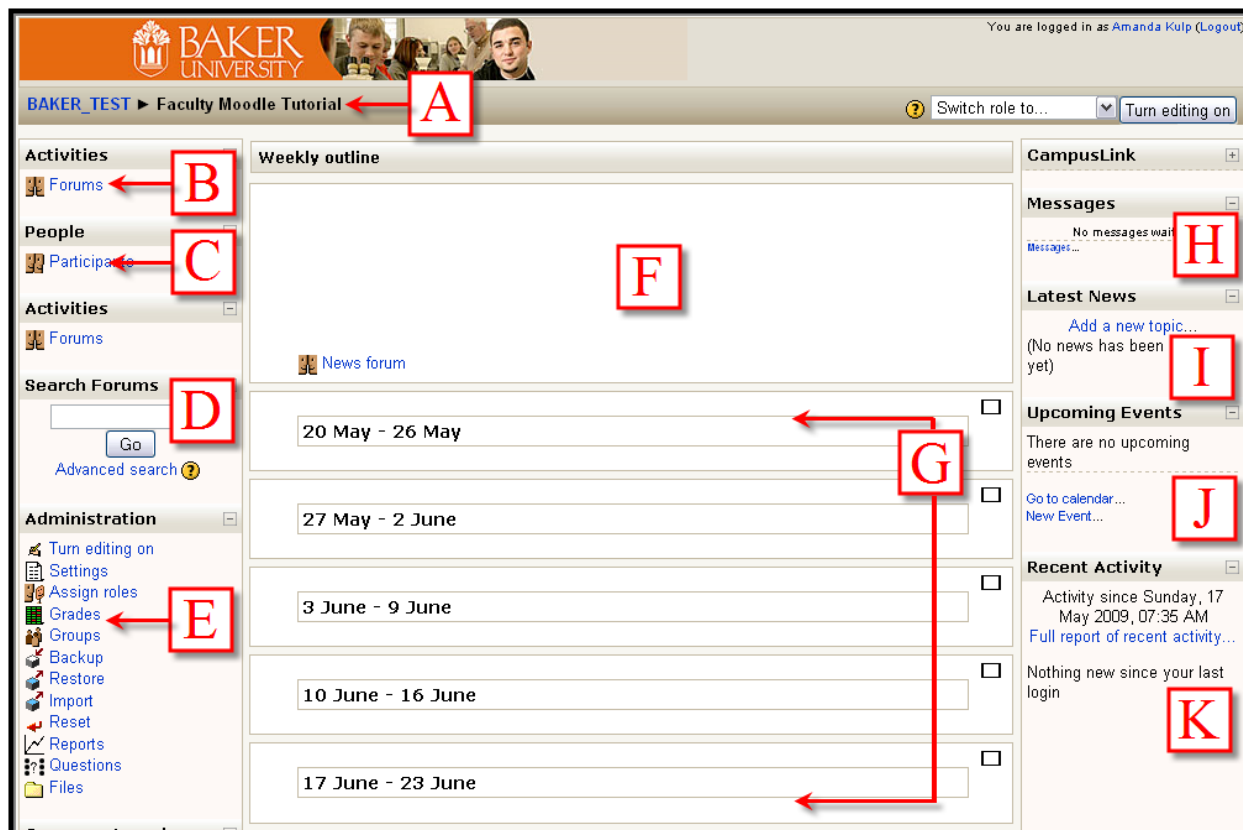 BAKER
UNIVERSITY
You are logged in as Amanda Kulp (Logout)
BAKER_TEST ► Faculty Moodle Tutorial
A
Switch role to...
Turn editing on
Activities
Forums
B
People
Participants
C
Activities
Forums
Search Forums
D
Go
Advanced search
Administration
Turn editing on
Settings
Assign roles
Grades
E
Groups
Backup
Restore
Import
Reset
Reports
Questions
Files
Weekly outline
F
News forum
20 May - 26 May
G
27 May - 2 June
3 June - 9 June
10 June - 16 June
17 June - 23 June
CampusLink
Messages
No messages wait
Messages...
H
Latest News
Add a new topic...
(No news has been
yet)
I
Upcoming Events
There are no upcoming
events
Go to calendar...
New Event...
J
Recent Activity
Activity since Sunday, 17
May 2009, 07:35 AM
Full report of recent activity...
Nothing new since your last
login
K